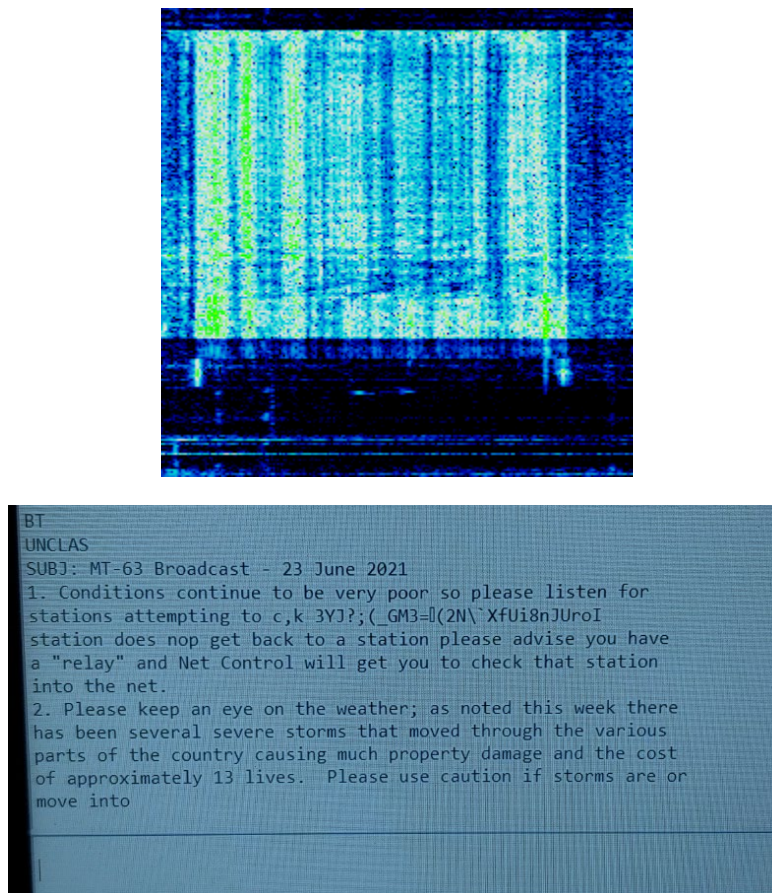 BT
UNCLAS
SUBJ: MT-63 Broadcast - 23 June 2021
1. Conditions continue to be very poor so please listen for
stations attempting to c,k 3YJ?;(_GM3=▯(2N\`XfUi8nJUroI
station does nop get back to a station please advise you have
a "relay" and Net Control will get you to check that station
into the net.
2. Please keep an eye on the weather; as noted this week there
has been several severe storms that moved through the various
parts of the country causing much property damage and the cost
of approximately 13 lives.  Please use caution if storms are or
move into